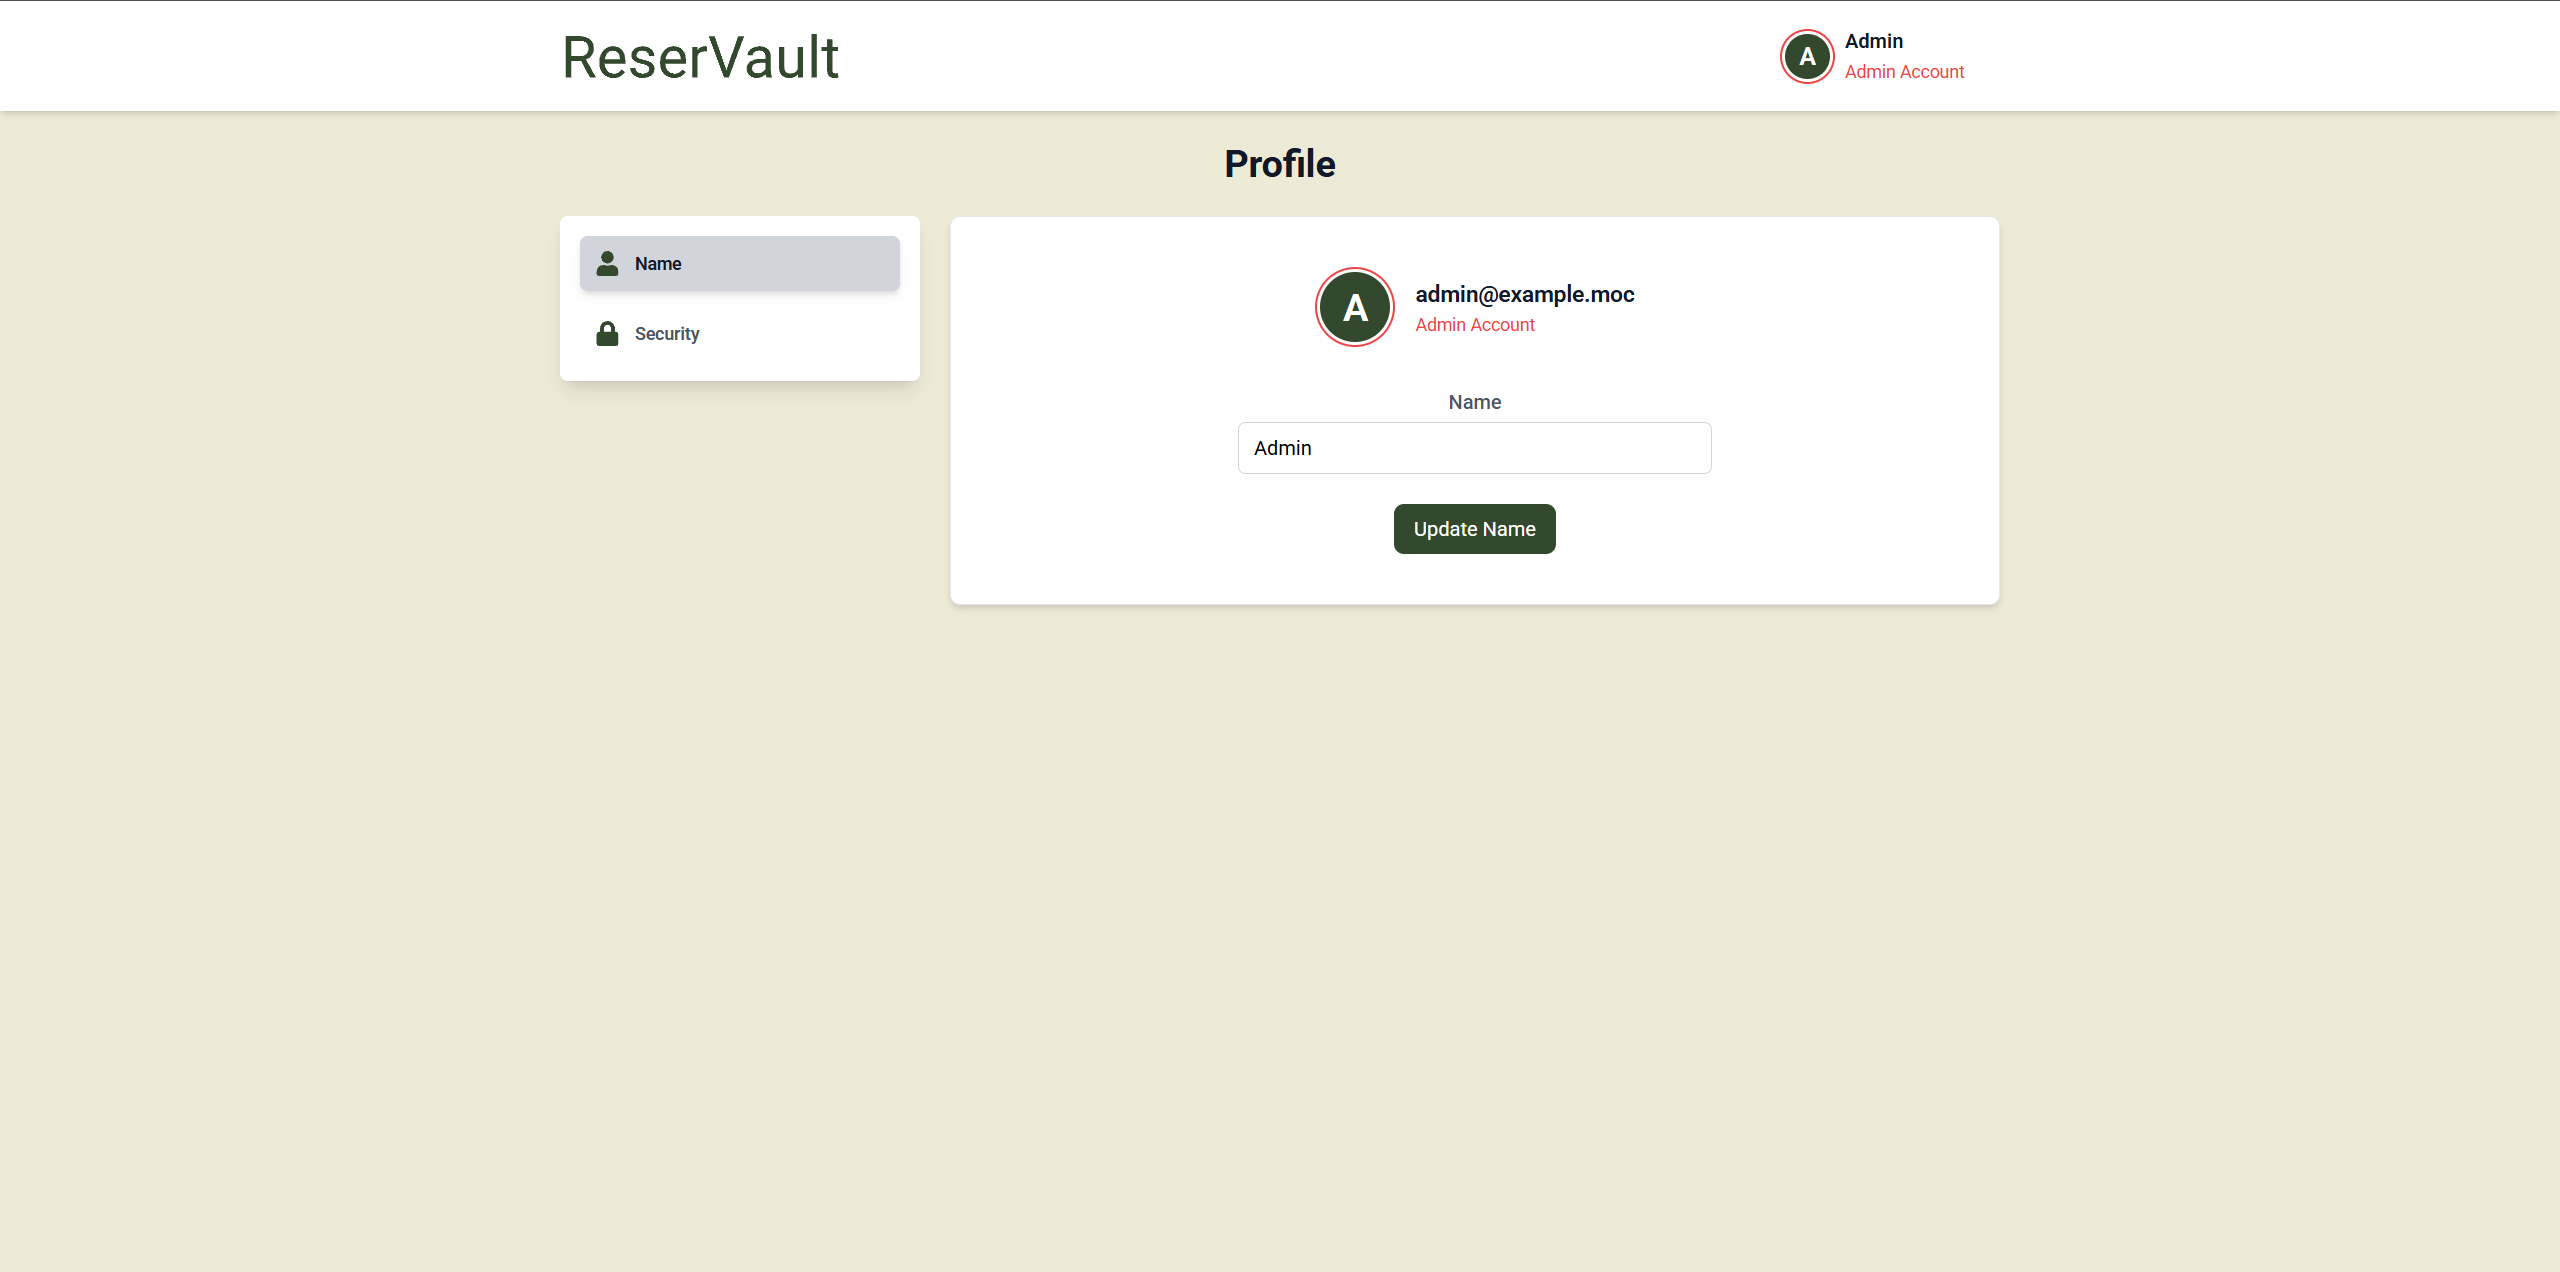 ReserVault
A
Admin
Admin Account
Profile
Name
Security
A
admin@example.moc
Admin Account
Name
Admin
Update Name